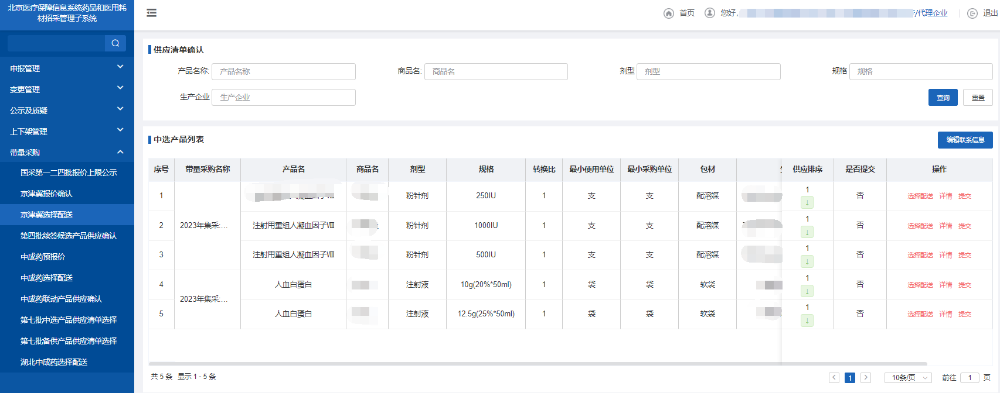 北京医疗保障信息系统药品和医用耗
材招采管理子系统
首页 您好, /代理企业 退出
申报管理
变更管理
公示及质疑
上下架管理
带量采购
国采第一二四批报价上限公示
京津冀报价确认
京津冀选择配送
第四批续签候选产品供应确认
中成药预报价
中成药选择配送
中成药联动产品供应确认
第七批中选产品供应清单选择
第七批备供产品供应清单选择
湖北中成药选择配送
供应清单确认
产品名称: 产品名称 商品名: 商品名 剂型 剂型 规格 规格
生产企业 生产企业 查询 重置
中选产品列表 编辑联系信息
序号 带量采购名称 产品名 商品名 剂型 规格 转换比 最小使用单位 最小采购单位 包材 供应排序 是否提交 操作
1 粉针剂 250IU 1 支 支 配溶媒 1 ↓ 否 选择配送 详情 提交
2 2023年集采:... 注射用重组人凝血因子Ⅷ 粉针剂 1000IU 1 支 支 配溶媒 1 ↓ 否 选择配送 详情 提交
3 注射用重组人凝血因子Ⅷ 粉针剂 500IU 1 支 支 配溶媒 1 ↓ 否 选择配送 详情 提交
4 2023年集采:... 人血白蛋白 注射液 10g(20%*50ml) 1 袋 袋 软袋 1 ↓ 否 选择配送 详情 提交
5 人血白蛋白 注射液 12.5g(25%*50ml) 1 袋 袋 软袋 1 ↓ 否 选择配送 详情 提交
共 5 条 显示 1 - 5 条 < 1 > 10条/页 前往 1 页